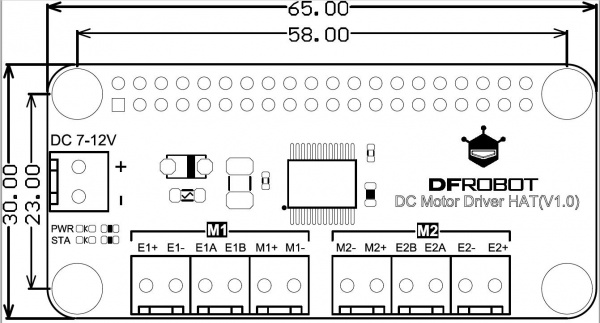 65.00
58.00
30.00
23.00
DC 7-12V
+
-
DFROBOT
DC Motor Driver HAT(V1.0)
PWR
STA
M1
M2
E1+ E1- E1A E1B M1+ M1- M2- M2+ E2B E2A E2- E2+